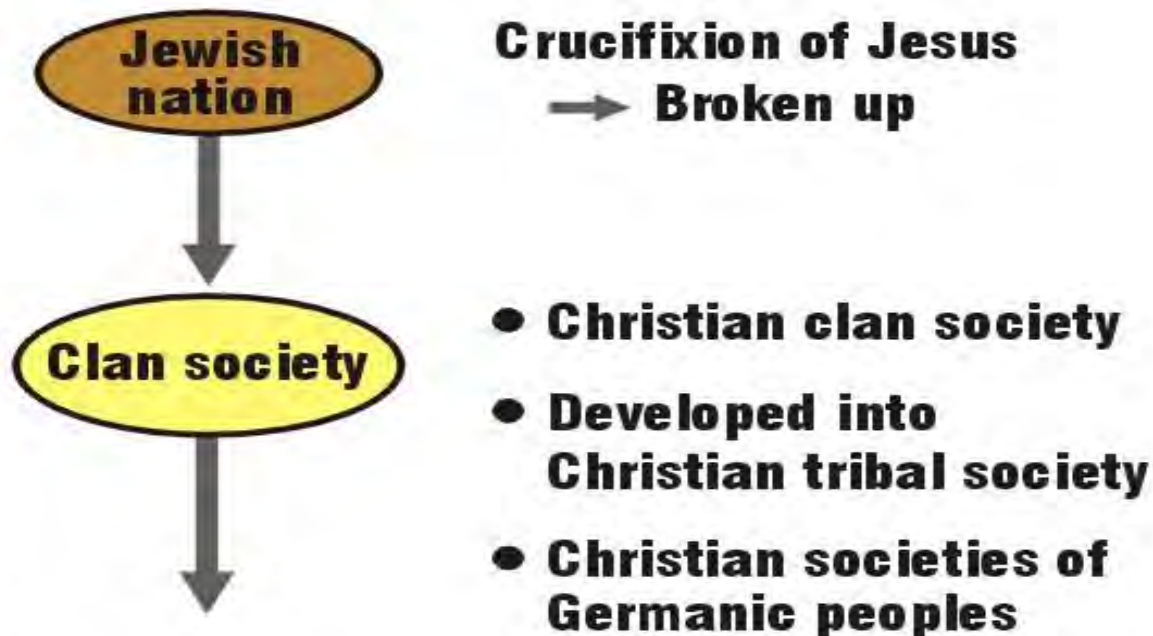 Jewish
nation
Crucifixion of Jesus
Broken up
Clan society
● Christian clan society
● Developed into
Christian tribal society
● Christian societies of
Germanic peoples